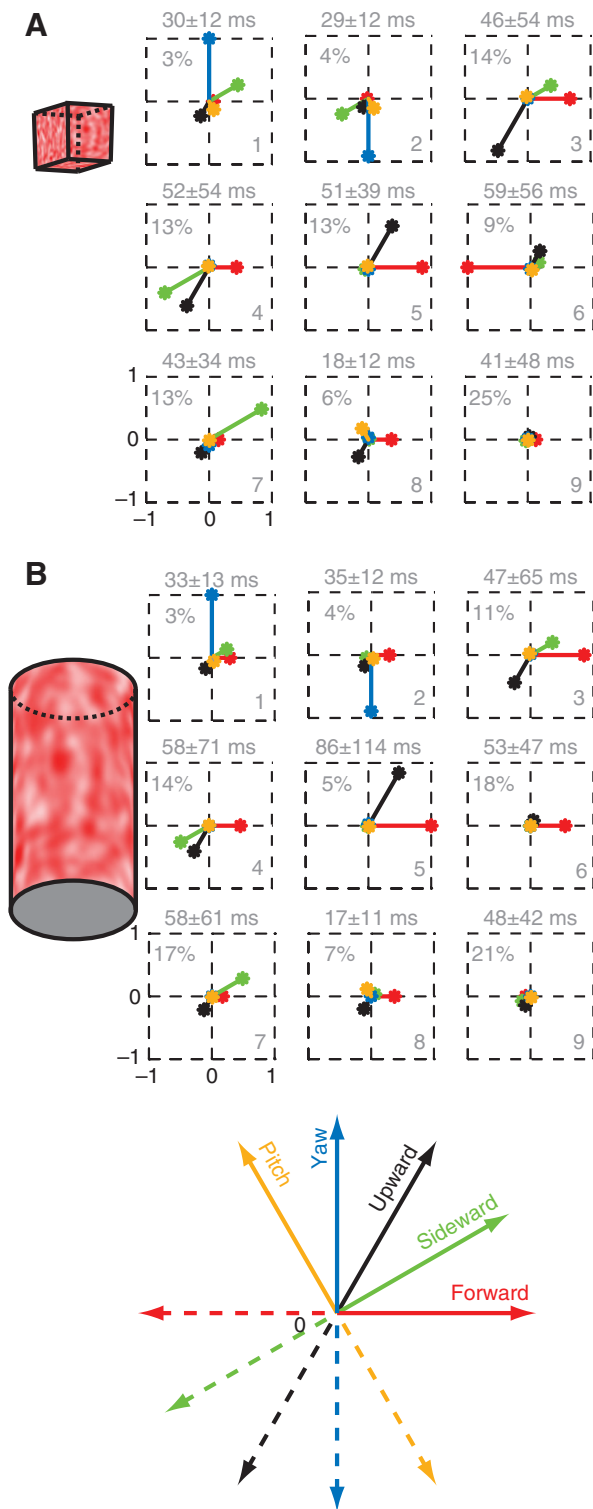 A
30±12 ms
29±12 ms
46±54 ms
3%
4%
14%
1
2
3
52±54 ms
51±39 ms
59±56 ms
13%
13%
9%
4
5
6
43±34 ms
18±12 ms
41±48 ms
1
13%
6%
25%
0
7
8
9
−1
−1
0
1
B
33±13 ms
35±12 ms
47±65 ms
3%
4%
11%
1
2
3
58±71 ms
86±114 ms
53±47 ms
14%
5%
18%
4
5
6
58±61 ms
17±11 ms
48±42 ms
1
17%
7%
21%
0
7
8
9
−1
−1
0
1
Pitch
Yaw
Upward
Sideward
Forward
0